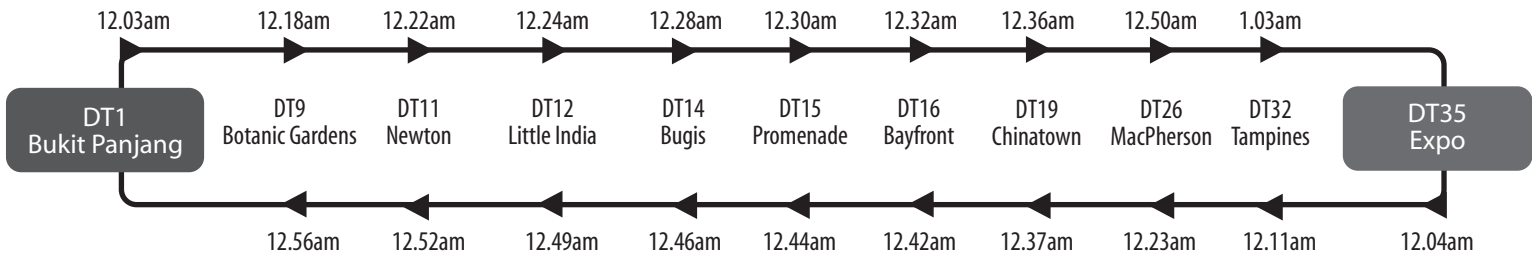 12.03am 12.18am 12.22am 12.24am 12.28am 12.30am 12.32am 12.36am 12.50am 1.03am
DT1
Bukit Panjang
DT9
Botanic Gardens
DT11
Newton
DT12
Little India
DT14
Bugis
DT15
Promenade
DT16
Bayfront
DT19
Chinatown
DT26
MacPherson
DT32
Tampines
DT35
Expo
12.56am 12.52am 12.49am 12.46am 12.44am 12.42am 12.37am 12.23am 12.11am 12.04am